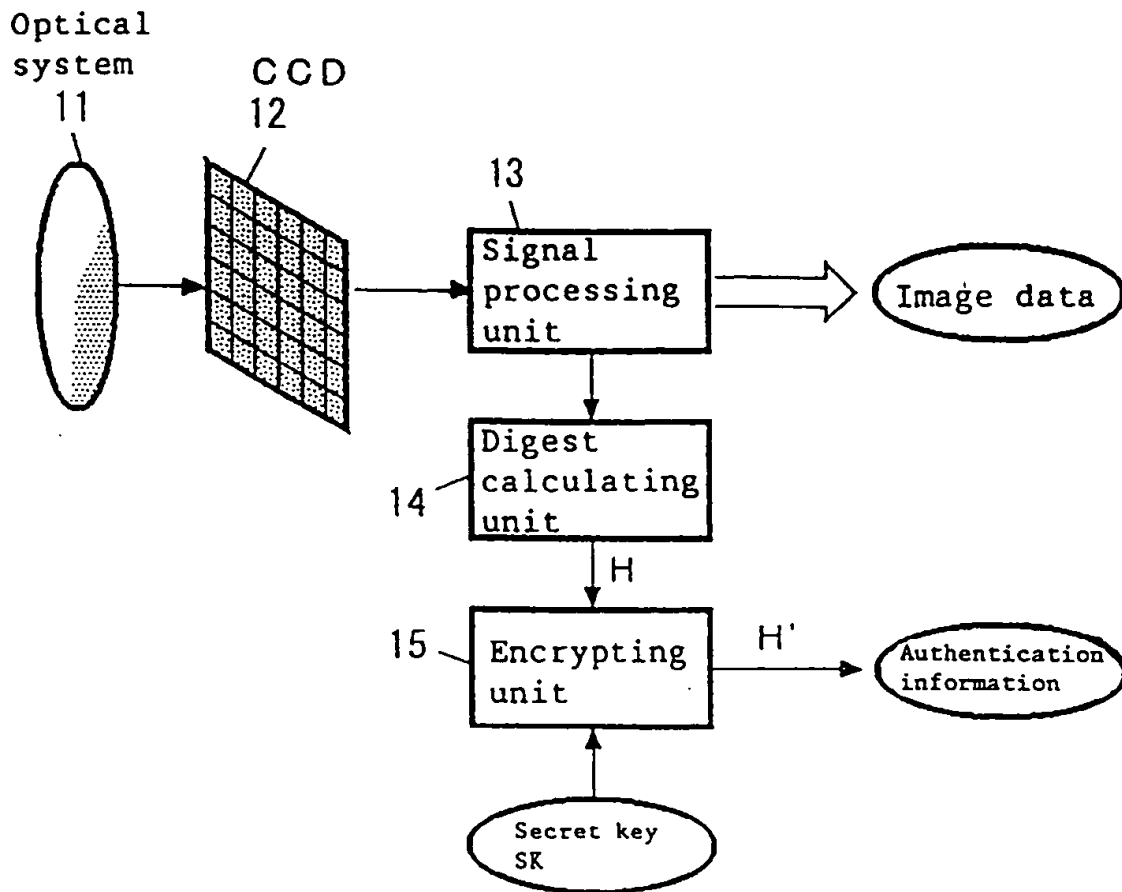 Optical
system
11
CCD
12
13
Signal
processing
unit
Image data
Digest
calculating
unit
14
H
15
Encrypting
unit
H'
Authentication
information
Secret key
SK